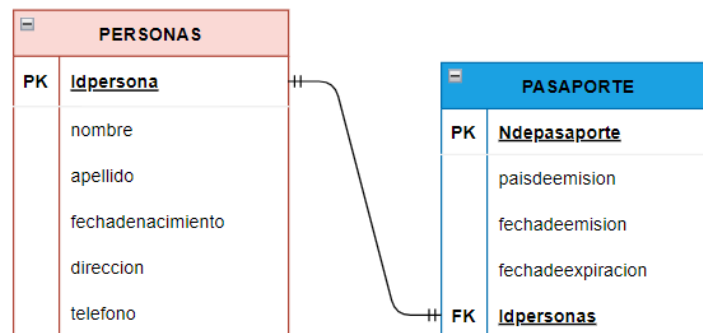 PERSONAS
PK Idpersona
nombre
apellido
fechadenacimiento
direccion
telefono
PASAPORTE
PK Ndepasaporte
paisdeemision
fechadeemision
fechadeexpiracion
FK Idpersonas